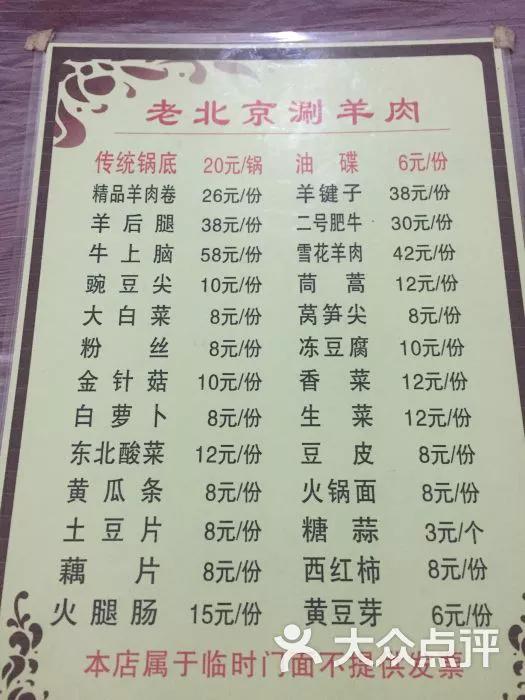 老北京涮羊肉
传统锅底 20元/锅 油碟 6元/份
精品羊肉卷 26元/份 羊键子 38元/份
羊后腿 38元/份 二号肥牛 30元/份
牛上脑 58元/份 雪花羊肉 42元/份
豌豆尖 10元/份 茼蒿 12元/份
大白菜 8元/份 莴笋尖 8元/份
粉丝 8元/份 冻豆腐 10元/份
金针菇 10元/份 香菜 12元/份
白萝卜 8元/份 生菜 12元/份
东北酸菜 12元/份 豆皮 8元/份
黄瓜条 8元/份 火锅面 8元/份
土豆片 8元/份 糖蒜 3元/个
藕片 8元/份 西红柿 8元/份
火腿肠 15元/份 黄豆芽 6元/份
本店属于临时门面不提供发票
大众点评